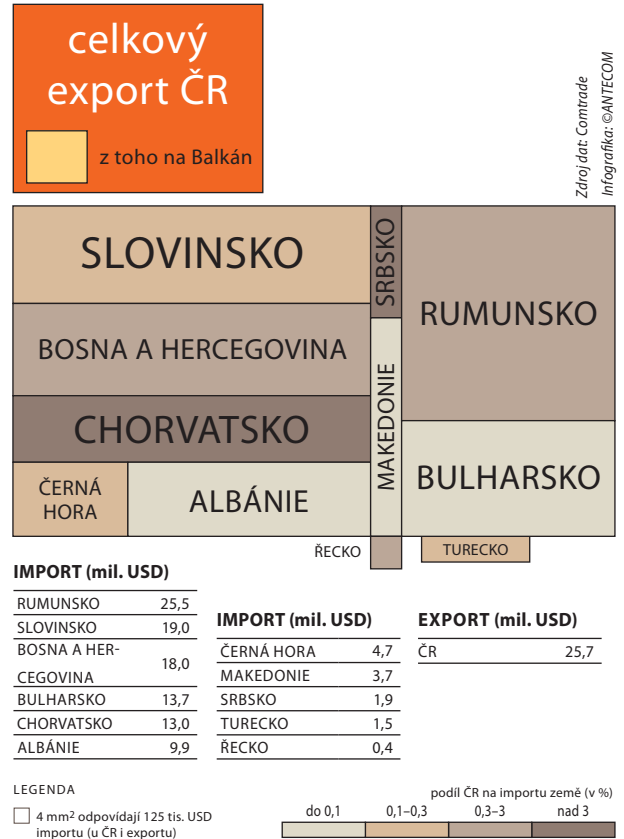 celkový
export ČR
z toho na Balkán
Zdroj dat: Comtrade
Infografika: ©ANTECOM
SLOVINSKO
SRBSKO
RUMUNSKO
BOSNA A HERCEGOVINA
CHORVATSKO
MAKEDONIE
BULHARSKO
ČERNÁ
HORA
ALBÁNIE
ŘECKO
TURECKO
IMPORT (mil. USD)
RUMUNSKO 25,5
SLOVINSKO 19,0
BOSNA A HER-
CEGOVINA 18,0
BULHARSKO 13,7
CHORVATSKO 13,0
ALBÁNIE 9,9
IMPORT (mil. USD)
ČERNÁ HORA 4,7
MAKEDONIE 3,7
SRBSKO 1,9
TURECKO 1,5
ŘECKO 0,4
EXPORT (mil. USD)
ČR 25,7
LEGENDA
4 mm² odpovídají 125 tis. USD
importu (u ČR i exportu)
podíl ČR na importu země (v %)
do 0,1 0,1–0,3 0,3–3 nad 3